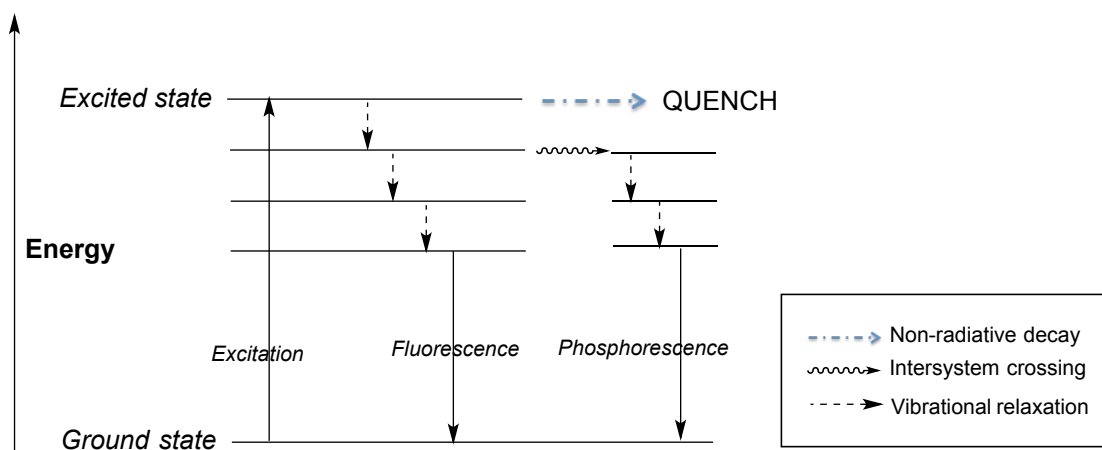 Excited state
QUENCH
Energy
Excitation
Fluorescence
Phosphorescence
Non-radiative decay
Intersystem crossing
Vibrational relaxation
Ground state